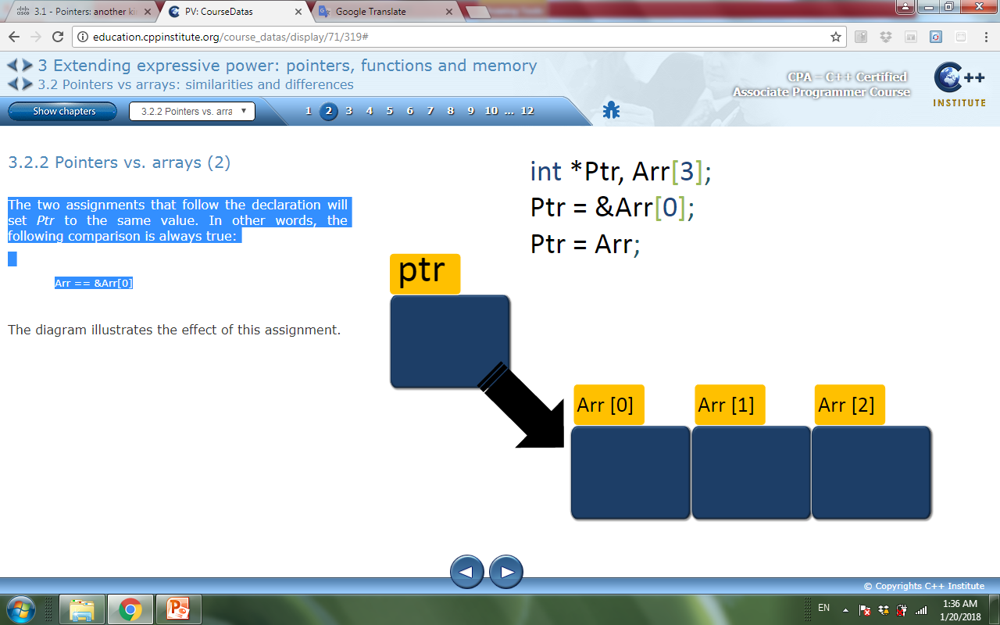 3.1 - Pointers: another ki
PV: CourseDatas
Google Translate
education.cppinstitute.org/course_datas/display/71/319#
3 Extending expressive power: pointers, functions and memory
3.2 Pointers vs arrays: similarities and differences
CPA – C++ Certified
Associate Programmer Course
C++
INSTITUTE
Show chapters
3.2.2 Pointers vs. arra
1 2 3 4 5 6 7 8 9 10 ... 12
3.2.2 Pointers vs. arrays (2)
The two assignments that follow the declaration will
set Ptr to the same value. In other words, the
following comparison is always true:
Arr == &Arr[0]
The diagram illustrates the effect of this assignment.
int *Ptr, Arr[3];
Ptr = &Arr[0];
Ptr = Arr;
ptr
Arr [0]
Arr [1]
Arr [2]
© Copyrights C++ Institute
EN
1:36 AM
1/20/2018